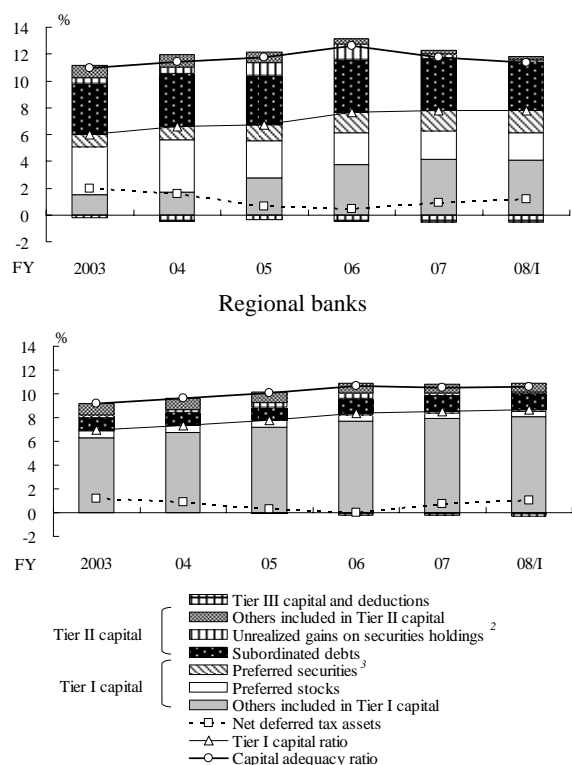 %
14
12
10
8
6
4
2
0
-2
FY 2003 04 05 06 07 08/I
Regional banks
%
14
12
10
8
6
4
2
0
-2
FY 2003 04 05 06 07 08/I
Tier III capital and deductions
Tier II capital
Others included in Tier II capital
Unrealized gains on securities holdings 2
Subordinated debts
Tier I capital
Preferred securities 3
Preferred stocks
Others included in Tier I capital
Net deferred tax assets
Tier I capital ratio
Capital adequacy ratio